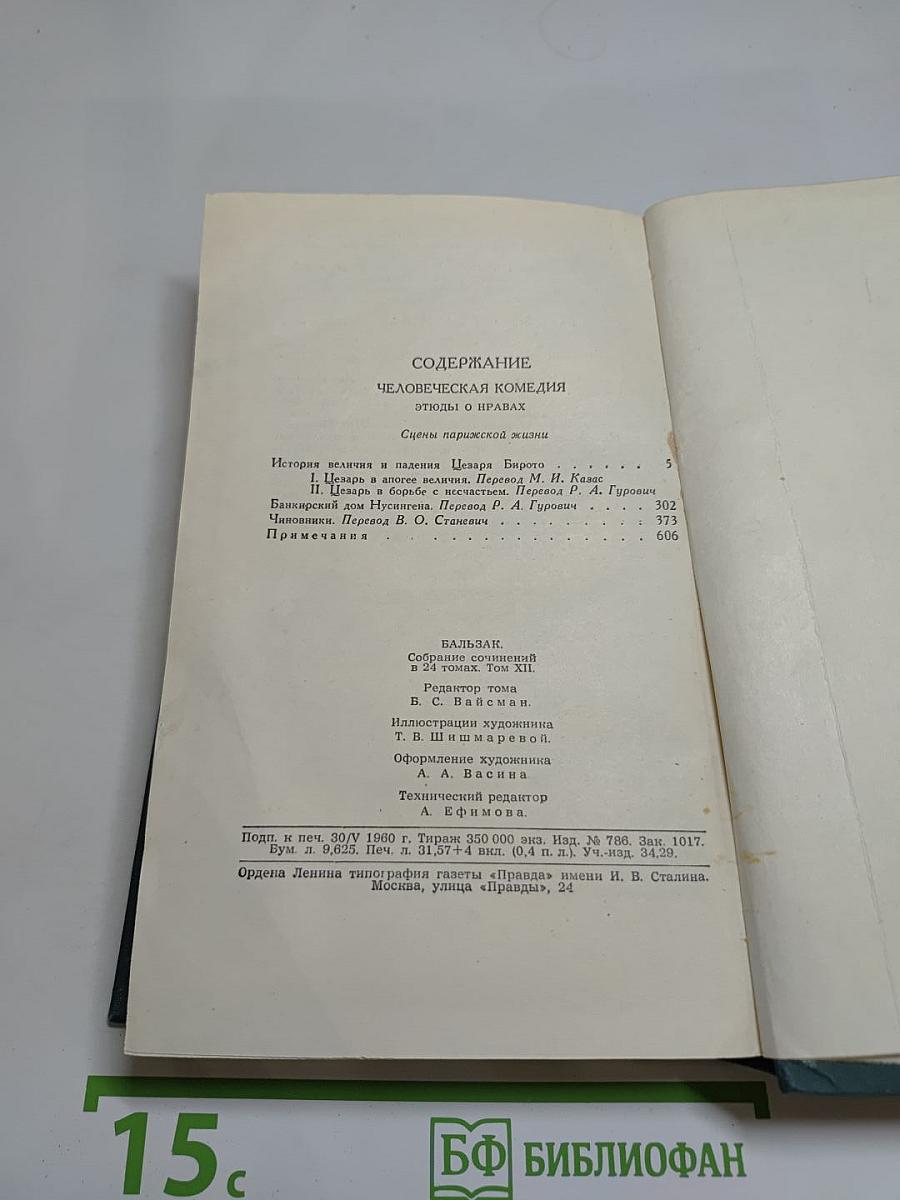 СОДЕРЖАНИЕ
ЧЕЛОВЕЧЕСКАЯ КОМЕДИЯ
ЭТЮДЫ О НРАВАХ
Сцены парижской жизни
История величия и падения Цезаря Бирото . . . . . . 5
I. Цезарь в апогее величия. Перевод М. И. Казас
II. Цезарь в борьбе с несчастьем. Перевод Р. А. Гурович
Банкирский дом Нусингена. Перевод Р. А. Гурович . . . . 302
Чиновники. Перевод В. О. Станевич . . . . . . . . . : 373
Примечания . . . . . . . . . . . . . . . 606
БАЛЬЗАК.
Собрание сочинений
в 24 томах. Том XII.
Редактор тома
Б. С. Вайсман.
Иллюстрации художника
Т. В. Шишмаревой.
Оформление художника
А. А. Васина
Технический редактор
А. Ефимова.
Подп. к печ. 30/V 1960 г. Тираж 350 000 экз. Изд. № 786. Зак. 1017.
Бум. л. 9,625. Печ. л. 31,57+4 вкл. (0,4 п. л.). Уч.-изд. 34,29.
Ордена Ленина типография газеты «Правда» имени И. В. Сталина.
Москва, улица «Правды», 24
15 с
БФ БИБЛИОФАН